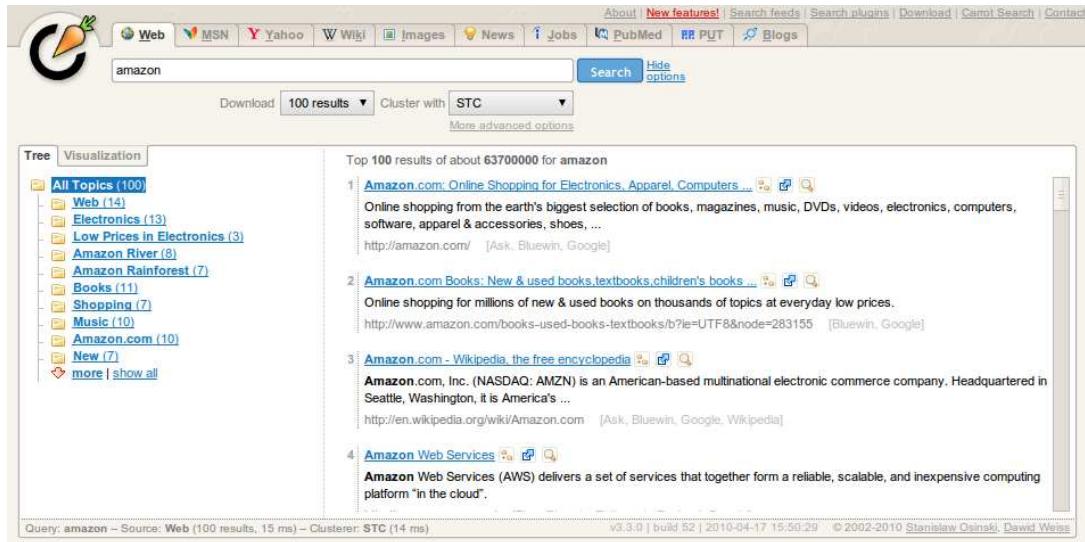 About | New features! | Search feeds | Search plugins | Download | Carrot Search | Contact
Web MSN Yahoo Wiki Images News Jobs PubMed PUT Blogs
amazon Search Hide options
Download 100 results Cluster with STC
More advanced options
Tree Visualization
All Topics (100)
Web (14)
Electronics (13)
Low Prices in Electronics (3)
Amazon River (8)
Amazon Rainforest (7)
Books (11)
Shopping (7)
Music (10)
Amazon.com (10)
New (7)
more | show all
Top 100 results of about 63700000 for amazon
1 Amazon.com: Online Shopping for Electronics, Apparel, Computers ...
Online shopping from the earth's biggest selection of books, magazines, music, DVDs, videos, electronics, computers,
software, apparel & accessories, shoes, ...
http://amazon.com/ [Ask, Bluewin, Google]
2 Amazon.com Books: New & used books,textbooks,children's books ...
Online shopping for millions of new & used books on thousands of topics at everyday low prices.
http://www.amazon.com/books-used-books-textbooks/b?ie=UTF8&node=283155 [Bluewin, Google]
3 Amazon.com - Wikipedia, the free encyclopedia
Amazon.com, Inc. (NASDAQ: AMZN) is an American-based multinational electronic commerce company. Headquartered in
Seattle, Washington, it is America's ...
http://en.wikipedia.org/wiki/Amazon.com [Ask, Bluewin, Google, Wikipedia]
4 Amazon Web Services
Amazon Web Services (AWS) delivers a set of services that together form a reliable, scalable, and inexpensive computing
platform “in the cloud”.
Query: amazon – Source: Web (100 results, 15 ms) – Clusterer: STC (14 ms)
v3.3.0 | build 52 | 2010-04-17 15:50:29 © 2002-2010 Stanislaw Osinski, Dawid Weiss